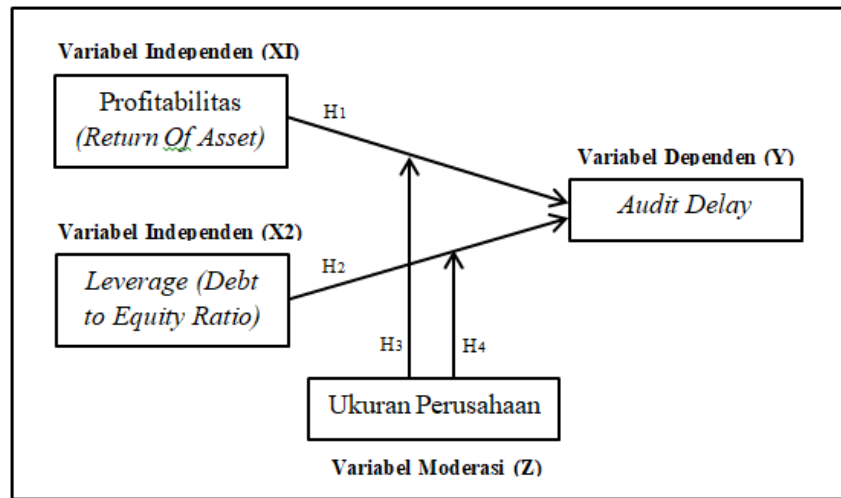 Variabel Independen (XI)
Profitabilitas
(Return Of Asset)
H1
Variabel Dependen (Y)
Audit Delay
Variabel Independen (X2)
Leverage (Debt
to Equity Ratio)
H2
H3
H4
Ukuran Perusahaan
Variabel Moderasi (Z)